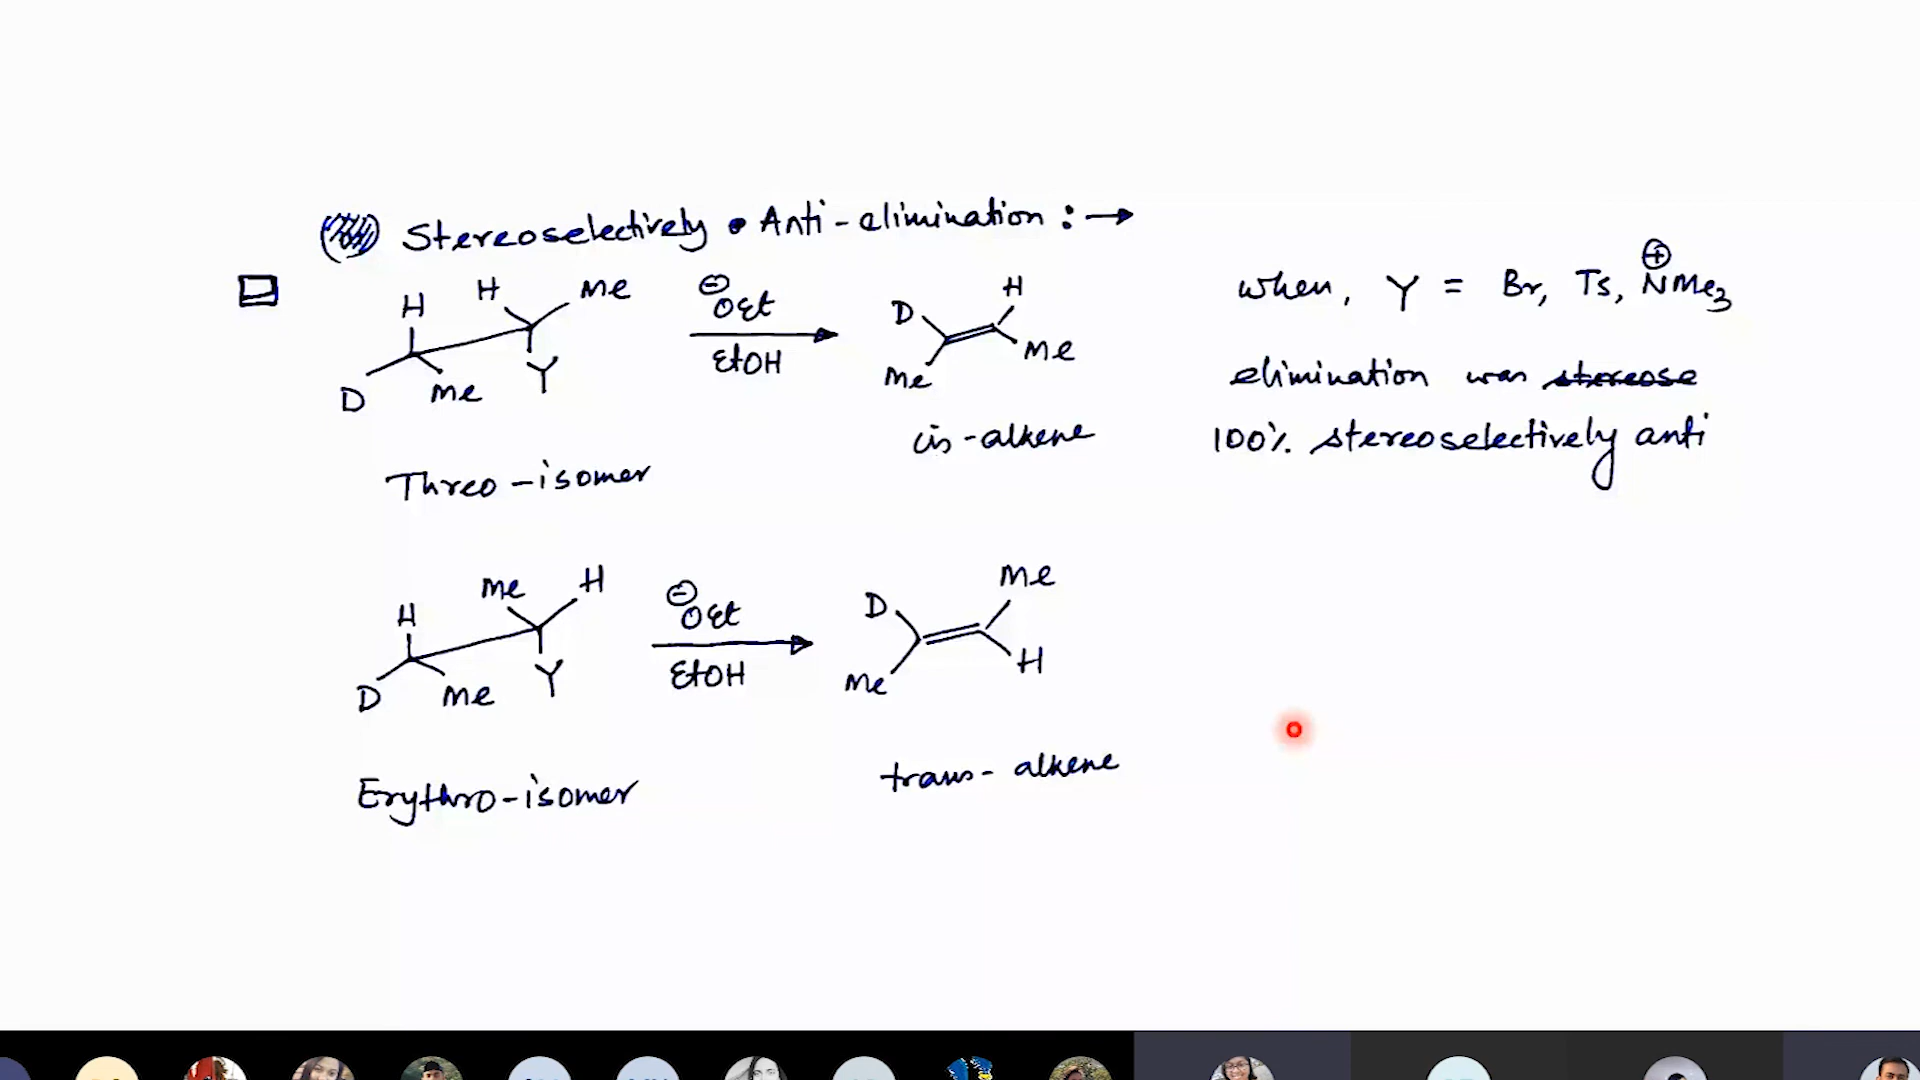 Stereoselectively • Anti-elimination : →
H H Me
D Me Y
⊖OEt
EtOH
D H
Me Me
cis-alkene
Threo-isomer
when, Y = Br, Ts, ⊕NMe3
elimination was stereose
100% stereoselectively anti
H Me H
D Me Y
⊖OEt
EtOH
D Me
Me H
Erythro-isomer
trans-alkene